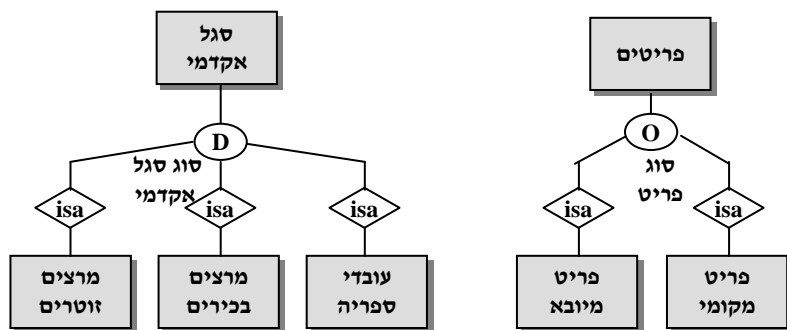 סגל
אקדמי
D
סוג סגל
אקדמי
isa
isa
isa
מרצים
זוטרים
מרצים
בכירים
עובדי
ספריה
פריטים
O
סוג
פריט
isa
isa
פריט
מיובא
פריט
מקומי